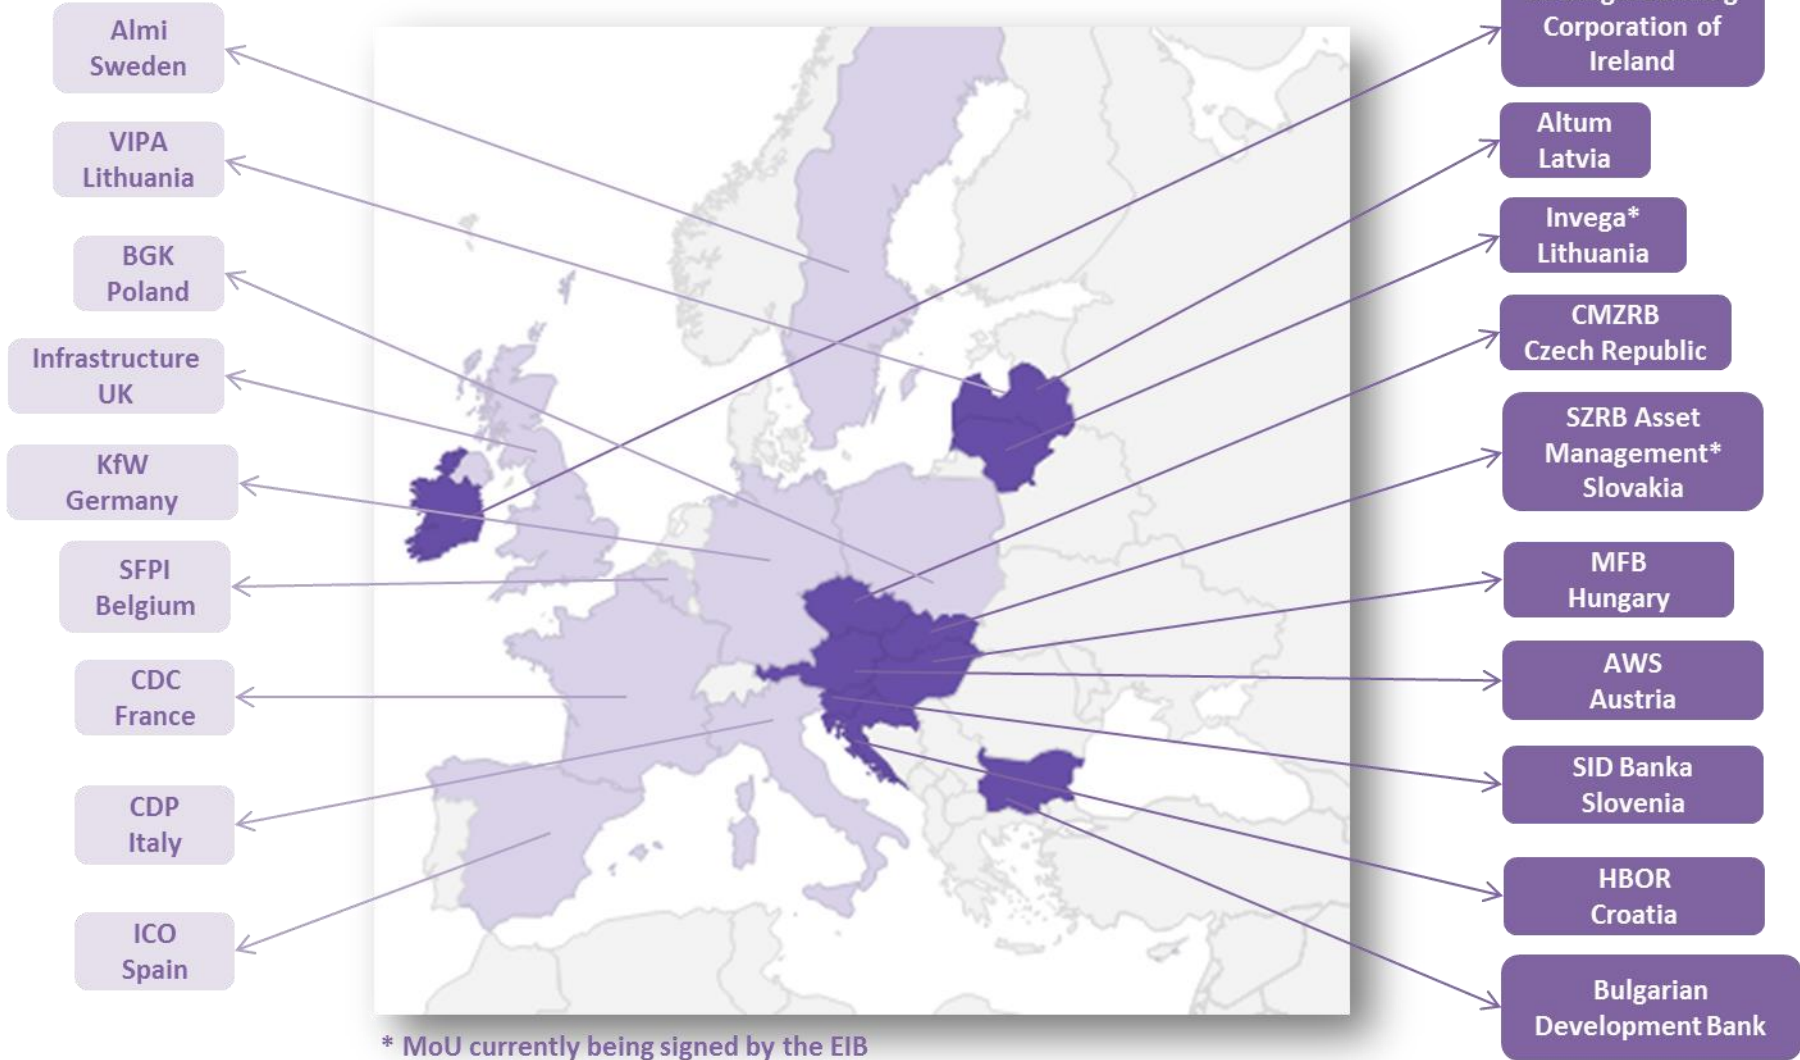 Almi
Sweden
VIPA
Lithuania
BGK
Poland
Infrastructure
UK
KfW
Germany
SFPI
Belgium
CDC
France
CDP
Italy
ICO
Spain
Corporation of
Ireland
Altum
Latvia
Invega*
Lithuania
CMZRB
Czech Republic
SZRB Asset
Management*
Slovakia
MFB
Hungary
AWS
Austria
SID Banka
Slovenia
HBOR
Croatia
Bulgarian
Development Bank
* MoU currently being signed by the EIB